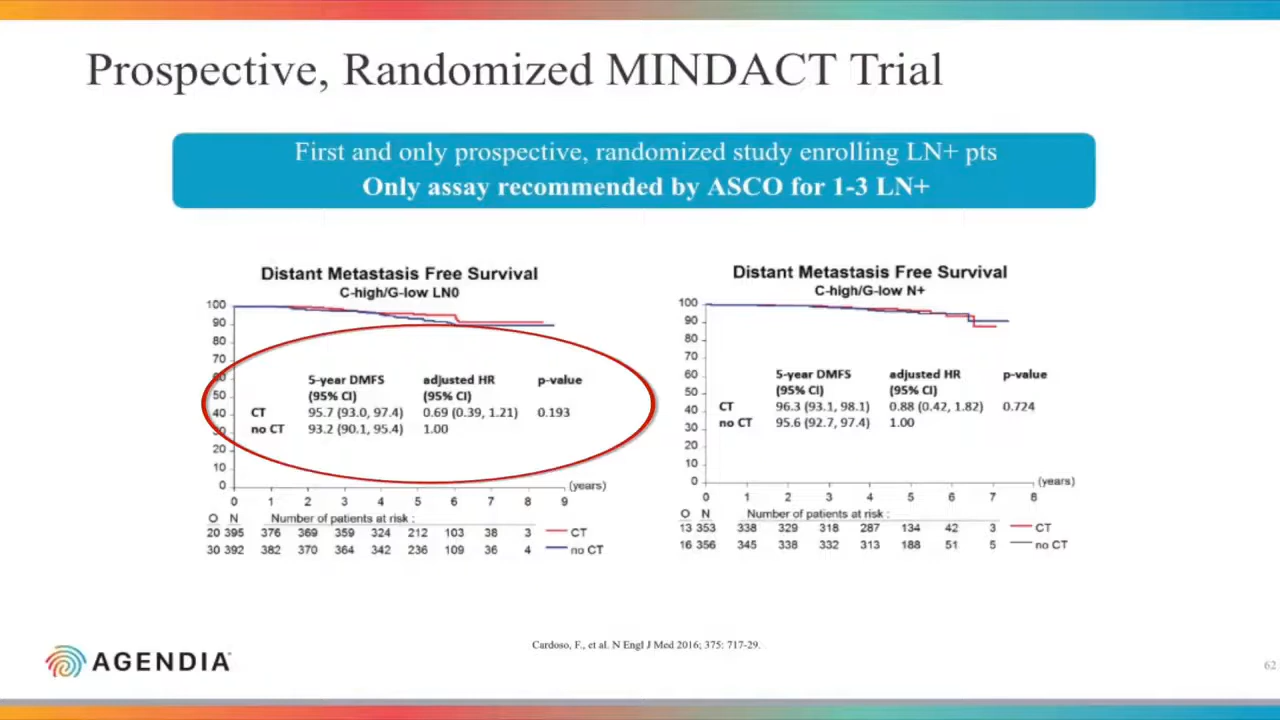 Prospective, Randomized MINDACT Trial
First and only prospective, randomized study enrolling LN+ pts
Only assay recommended by ASCO for 1-3 LN+
Distant Metastasis Free Survival
C-high/G-low LN0
100
90
80
70
60
50
40
30
20
10
0
5-year DMFS adjusted HR p-value
(95% CI) (95% CI)
CT 95.7 (93.0, 97.4) 0.69 (0.39, 1.21) 0.193
no CT 93.2 (90.1, 95.4) 1.00
(years)
0 1 2 3 4 5 6 7 8 9
O N Number of patients at risk :
20 395 376 369 359 324 212 103 38 3 CT
30 392 382 370 364 342 236 109 36 4 no CT
Distant Metastasis Free Survival
C-high/G-low N+
100
90
80
70
60
50
40
30
20
10
0
5-year DMFS adjusted HR p-value
(95% CI) (95% CI)
CT 96.3 (93.1, 98.1) 0.88 (0.42, 1.82) 0.724
no CT 95.6 (92.7, 97.4) 1.00
(years)
0 1 2 3 4 5 6 7 8
O N Number of patients at risk :
13 353 338 329 318 287 134 42 3 CT
16 356 345 338 332 313 188 51 5 no CT
Cardoso, F., et al. N Engl J Med 2016; 375: 717-29.
AGENDIA
62